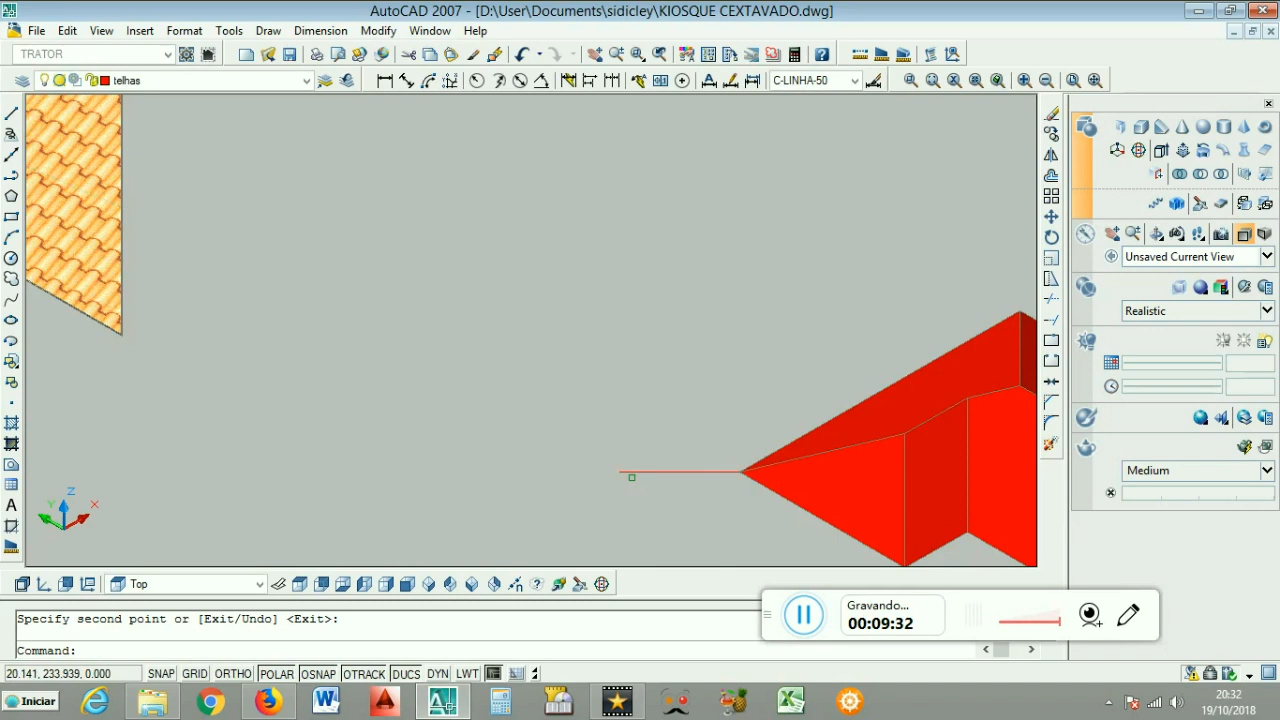 AutoCAD 2007 - [D:\User\Documents\sidicley\KIOSQUE CEXTAVADO.dwg]
File Edit View Insert Format Tools Draw Dimension Modify Window Help
TRATOR
telhas
C-LINHA-50
Unsaved Current View
Realistic
Medium
Z
Y X
Top
Specify second point or [Exit/Undo] <Exit>:
Command:
Gravando...
00:09:32
20.141, 233.939, 0.000 SNAP GRID ORTHO POLAR OSNAP OTRACK DUCS DYN LWT
Iniciar
20:32
19/10/2018